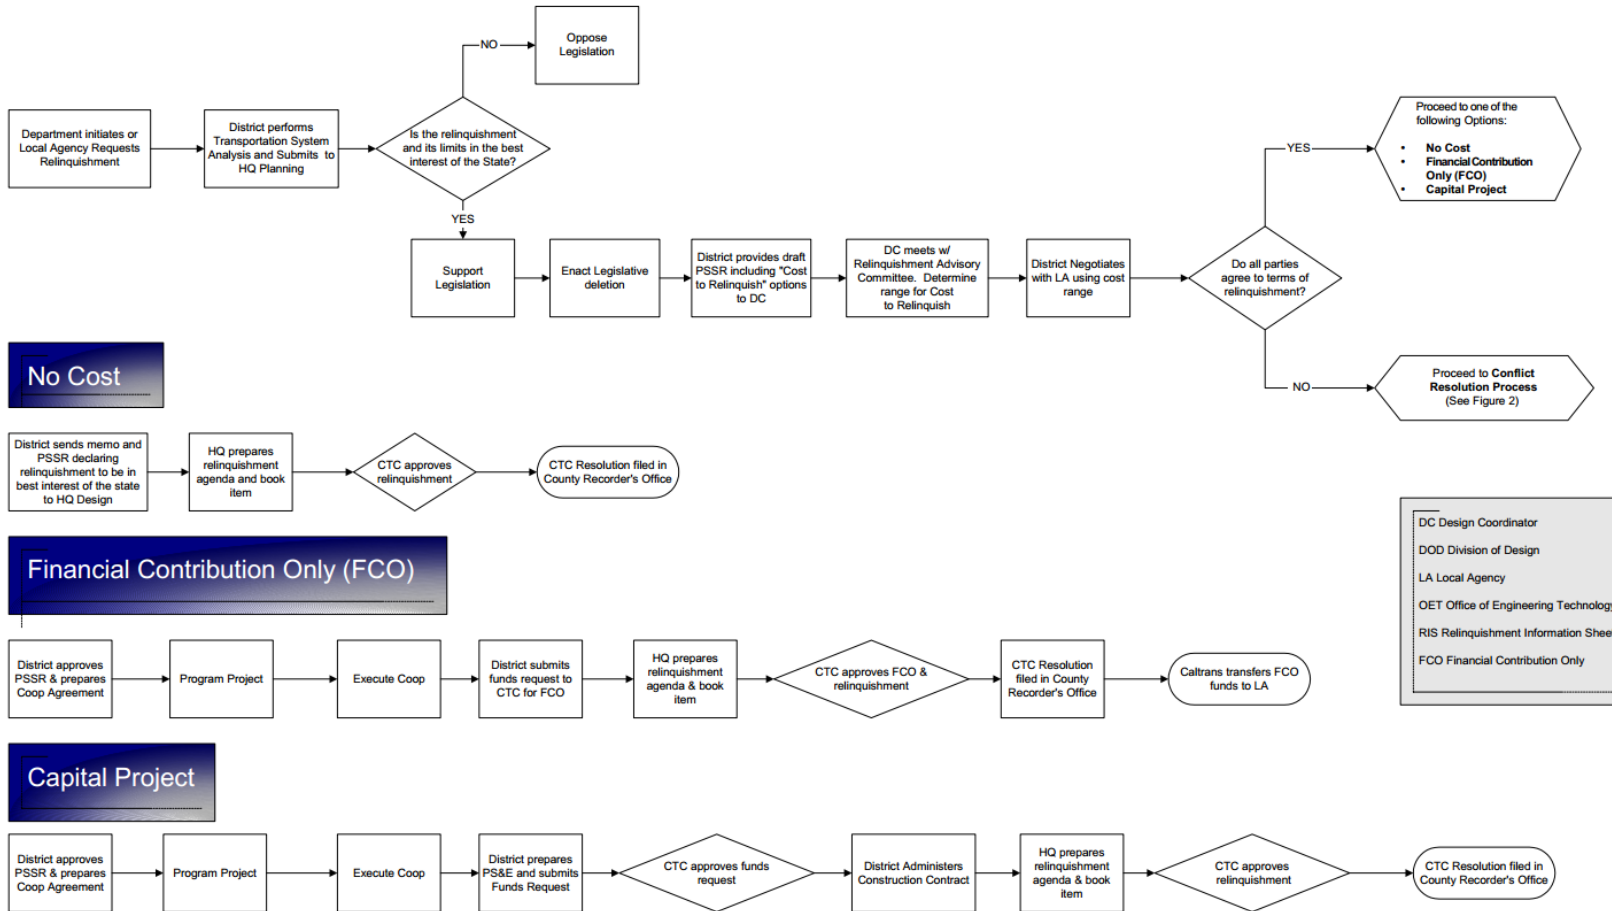 Department initiates or
Local Agency Requests
Relinquishment
District performs
Transportation System
Analysis and Submits to
HQ Planning
Is the relinquishment
and its limits in the best
interest of the State?
NO
Oppose
Legislation
YES
Support
Legislation
Enact Legislative
deletion
District provides draft
PSSR including "Cost
to Relinquish" options
to DC
DC meets w/
Relinquishment Advisory
Committee. Determine
range for Cost
to Relinquish
District Negotiates
with LA using cost
range
Do all parties
agree to terms of
relinquishment?
YES
Proceed to one of the
following Options:
• No Cost
• Financial Contribution
Only (FCO)
• Capital Project
NO
Proceed to Conflict
Resolution Process
(See Figure 2)
No Cost
District sends memo and
PSSR declaring
relinquishment to be in
best interest of the state
to HQ Design
HQ prepares
relinquishment
agenda and book
item
CTC approves
relinquishment
CTC Resolution filed in
County Recorder's Office
DC Design Coordinator
DOD Division of Design
LA Local Agency
OET Office of Engineering Technology
RIS Relinquishment Information Sheet
FCO Financial Contribution Only
Financial Contribution Only (FCO)
District approves
PSSR & prepares
Coop Agreement
Program Project
Execute Coop
District submits
funds request to
CTC for FCO
HQ prepares
relinquishment
agenda & book
item
CTC approves FCO &
relinquishment
CTC Resolution
filed in County
Recorder's Office
Caltrans transfers FCO
funds to LA
Capital Project
District approves
PSSR & prepares
Coop Agreement
Program Project
Execute Coop
District prepares
PS&E and submits
Funds Request
CTC approves funds
request
District Administers
Construction Contract
HQ prepares
relinquishment
agenda & book
item
CTC approves
relinquishment
CTC Resolution filed in
County Recorder's Office